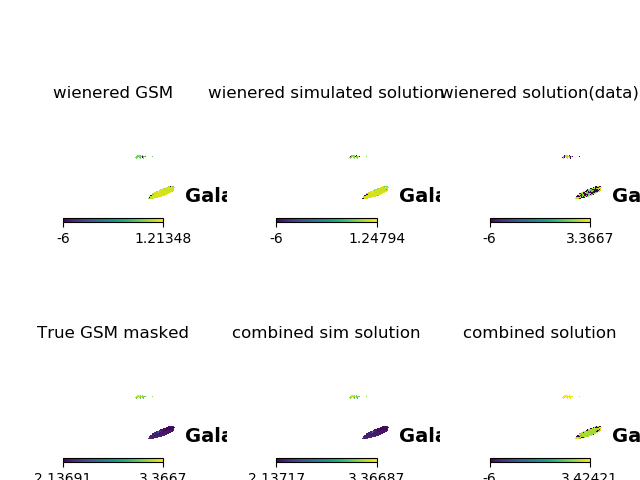 wienered GSM wienered simulated solution wienered solution(data)
Gala Gala Ga
-6 1.21348 -6 1.24794 -6 3.3667
True GSM masked combined sim solution combined solution
Gala Gala Ga
2.13691 3.3667 2.13717 3.36687 -6 3.42421